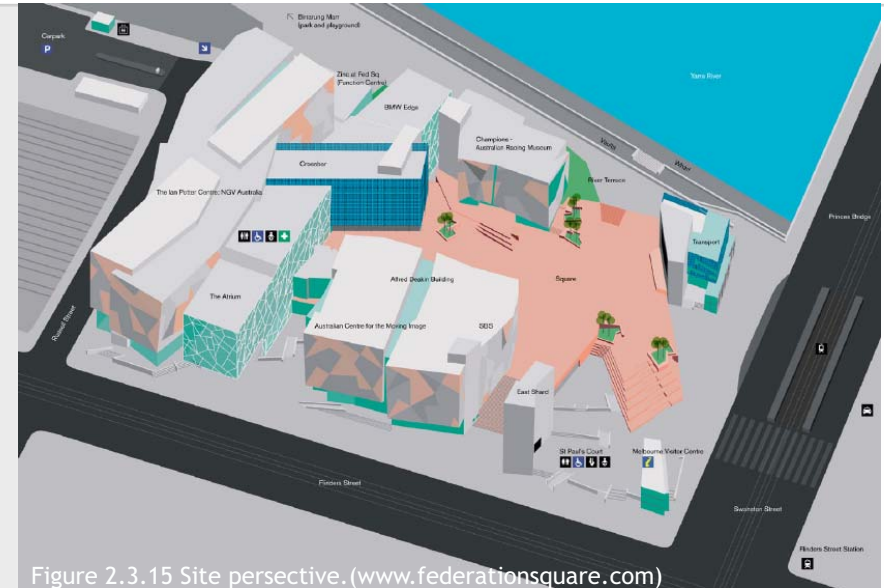 Birrarung Marr
(park and playground)
Carpark
P
Yarra River
Zinc at Fed Sq
(Function Centre)
BMW Edge
Champions -
Australian Racing Museum
Vaults
Wharf
Crossbar
River Terrace
The Ian Potter Centre: NGV Australia
Princes Bridge
Transport
Alfred Deakin Building
Square
The Atrium
Russell Street
Australian Centre for the Moving Image
SBS
East Shard
St Paul's Court
Melbourne Visitor Centre
Flinders Street
Swanston Street
Flinders Street Station
Figure 2.3.15 Site persective.(www.federationsquare.com)